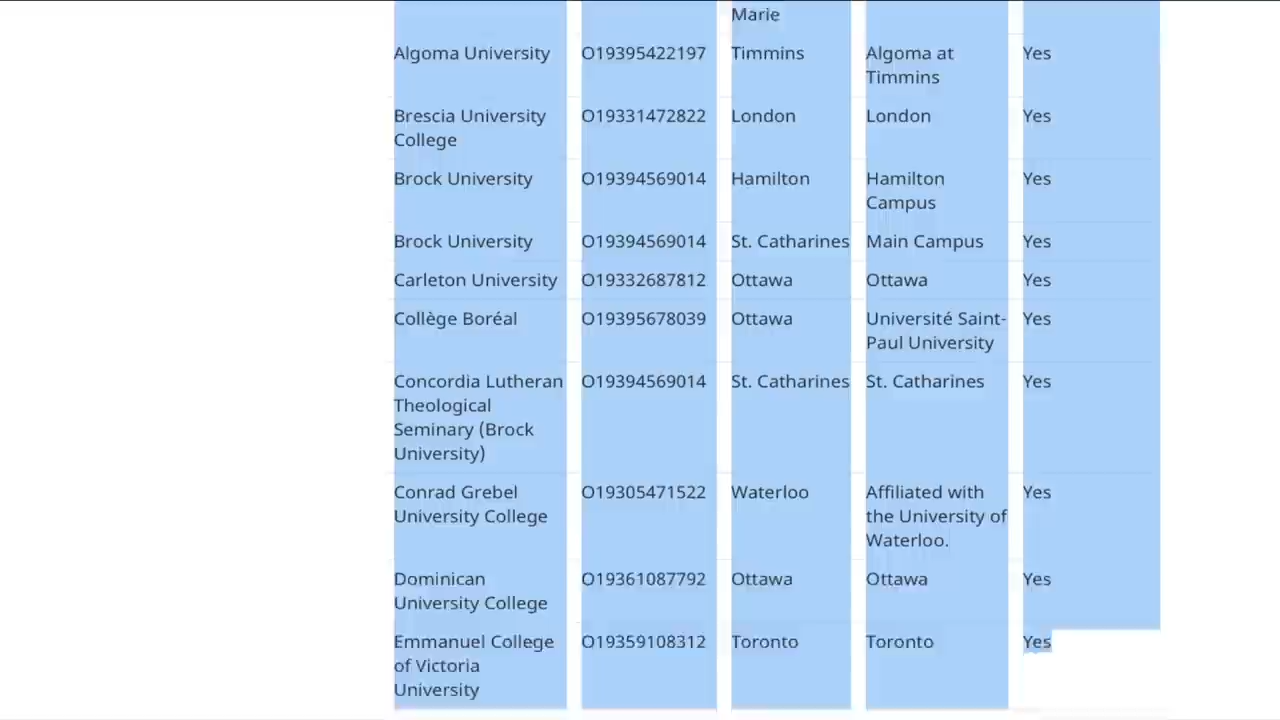 Marie
Algoma University O19395422197 Timmins Algoma at Yes
Timmins
Brescia University O19331472822 London London Yes
College
Brock University O19394569014 Hamilton Hamilton Yes
Campus
Brock University O19394569014 St. Catharines Main Campus Yes
Carleton University O19332687812 Ottawa Ottawa Yes
Collège Boréal O19395678039 Ottawa Université Saint- Yes
Paul University
Concordia Lutheran O19394569014 St. Catharines St. Catharines Yes
Theological
Seminary (Brock
University)
Conrad Grebel O19305471522 Waterloo Affiliated with Yes
University College the University of
Waterloo.
Dominican O19361087792 Ottawa Ottawa Yes
University College
Emmanuel College O19359108312 Toronto Toronto Yes
of Victoria
University